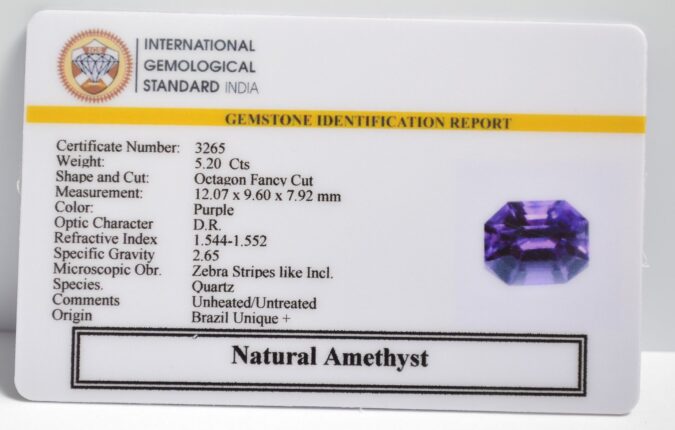 INTERNATIONAL
GEMOLOGICAL
STANDARD INDIA
GEMSTONE IDENTIFICATION REPORT
Certificate Number: 3265
Weight: 5.20 Cts
Shape and Cut: Octagon Fancy Cut
Measurement: 12.07 x 9.60 x 7.92 mm
Color: Purple
Optic Character D.R.
Refractive Index 1.544-1.552
Specific Gravity 2.65
Microscopic Obr. Zebra Stripes like Incl.
Species. Quartz
Comments Unheated/Untreated
Origin Brazil Unique +
Natural Amethyst